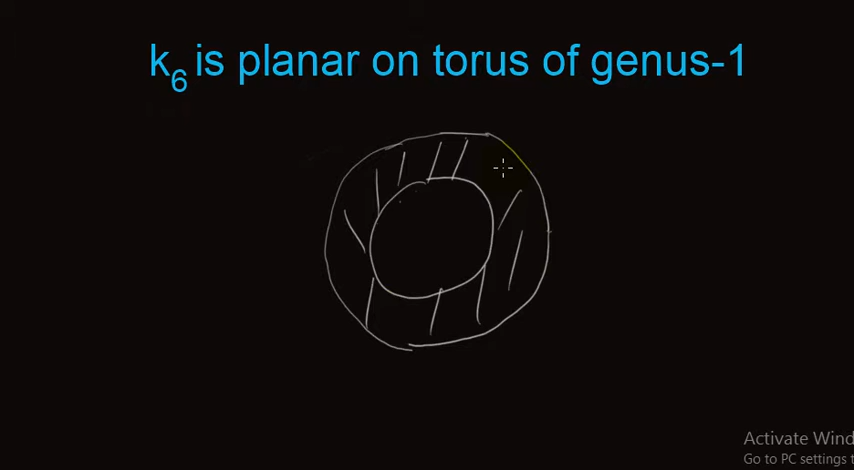 k₆ is planar on torus of genus-1
Activate Wind
Go to PC settings t